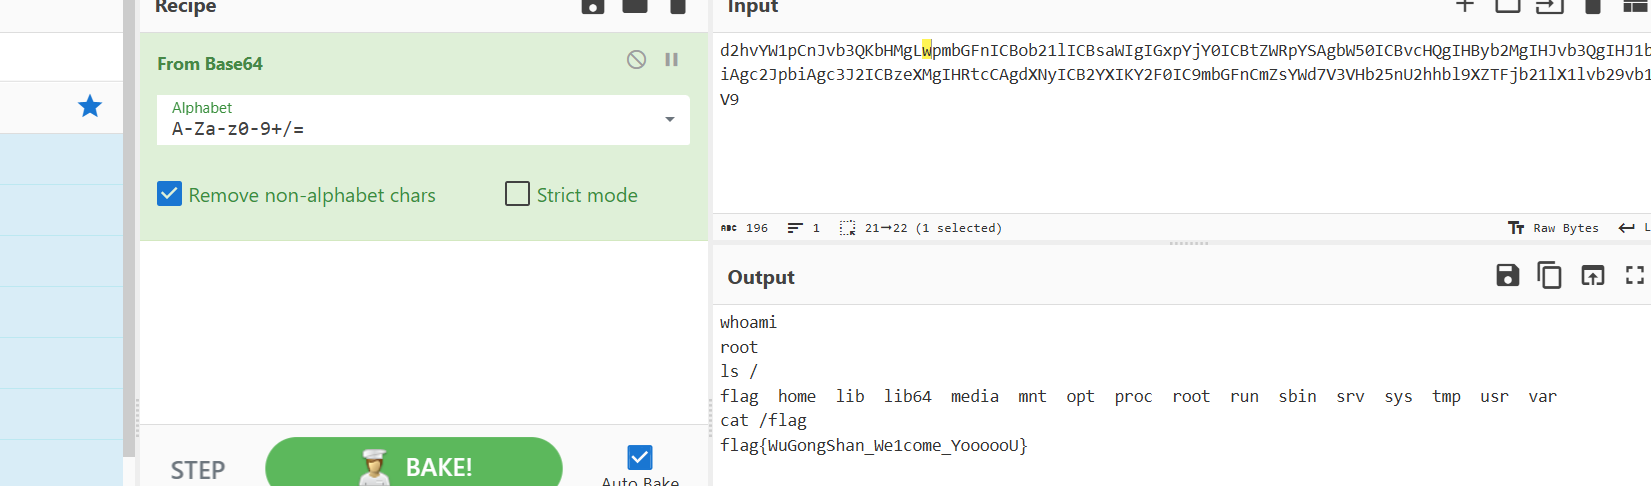 Recipe
From Base64
Alphabet
A-Za-z0-9+/=
Remove non-alphabet chars
Strict mode
STEP
BAKE!
Auto Bake
Input
d2hvYW1pCnJvb3QKbHMgLwpmbGFnICBob21lICBsaWIgIGxpYjY0ICBtZWRpYSAgbW50ICBvcHQgIHByb2MgIHJvb3QgIHJ1b
iAgc2JpbiAgc3J2ICBzeXMgIHRtcCAgdXNyICB2YXIKY2F0IC9mbGFnCmZsYWd7V3VHb25nU2hhbl9XZTFjb21lX1lvb29vb1
V9
ABC 196
1
21→22 (1 selected)
Tт Raw Bytes
L
Output
whoami
root
ls /
flag  home  lib  lib64  media  mnt  opt  proc  root  run  sbin  srv  sys  tmp  usr  var
cat /flag
flag{WuGongShan_We1come_YoooooU}